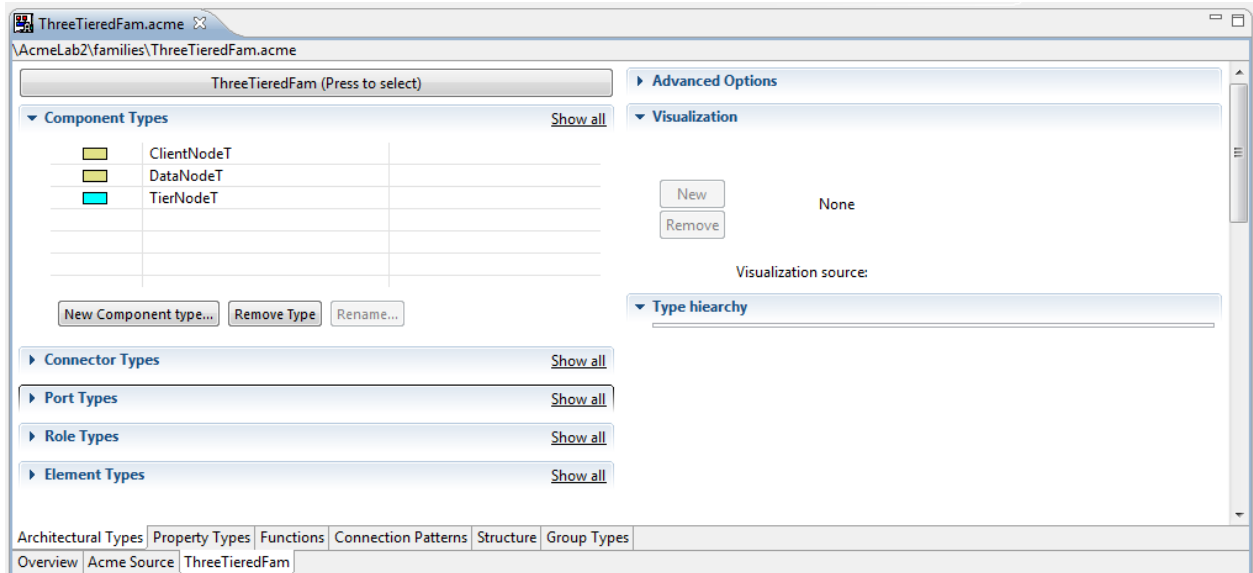 ThreeTieredFam.acme
\AcmeLab2\families\ThreeTieredFam.acme
ThreeTieredFam (Press to select)
Component Types Show all
ClientNodeT
DataNodeT
TierNodeT
New Component type... Remove Type Rename...
Connector Types Show all
Port Types Show all
Role Types Show all
Element Types Show all
Advanced Options
Visualization
New
Remove
None
Visualization source:
Type hiearchy
Architectural Types Property Types Functions Connection Patterns Structure Group Types
Overview Acme Source ThreeTieredFam